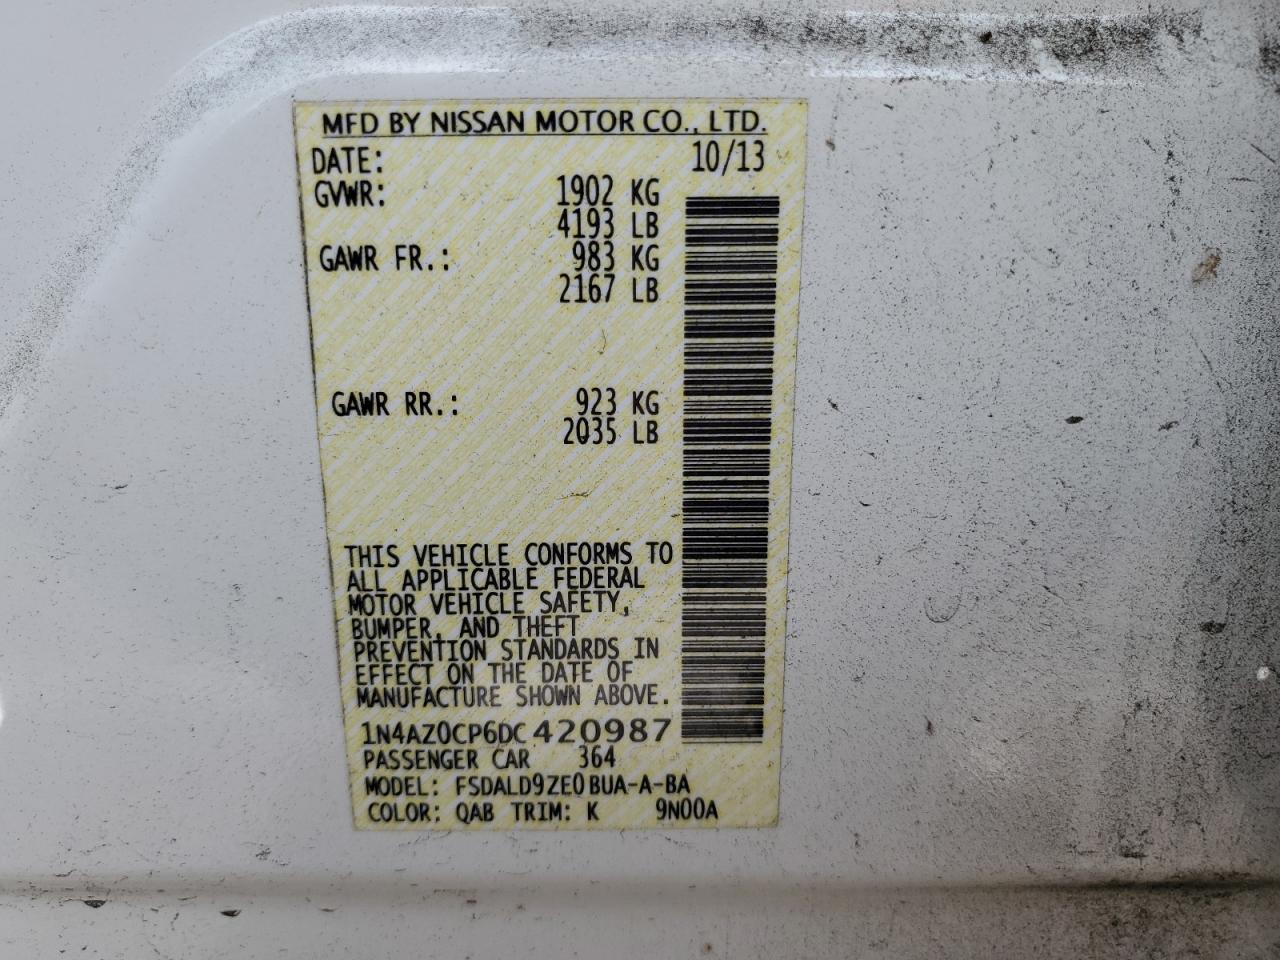 MFD BY NISSAN MOTOR CO., LTD.
DATE: 10/13
GVWR: 1902 KG
4193 LB
GAWR FR.: 983 KG
2167 LB
GAWR RR.: 923 KG
2035 LB
THIS VEHICLE CONFORMS TO
ALL APPLICABLE FEDERAL
MOTOR VEHICLE SAFETY,
BUMPER, AND THEFT
PREVENTION STANDARDS IN
EFFECT ON THE DATE OF
MANUFACTURE SHOWN ABOVE.
1N4AZ0CP6DC420987
PASSENGER CAR 364
MODEL: FSDALD9ZE0BUA-A-BA
COLOR: QAB TRIM: K 9N00A